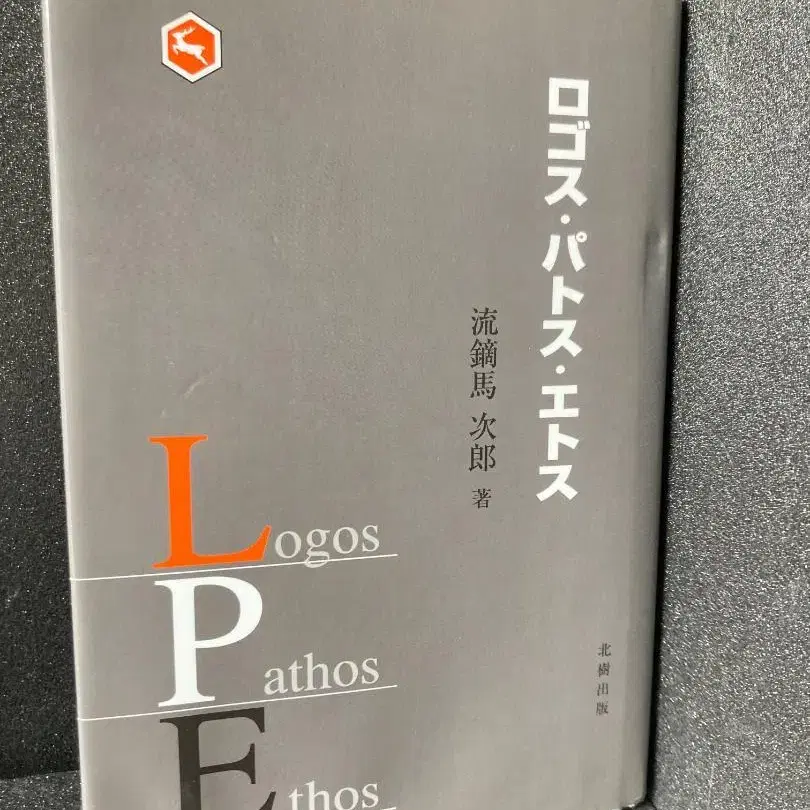 ロゴス・パトス・エトス
流鏑馬 次郎 著
Logos
Pathos
Ethos
北樹出版